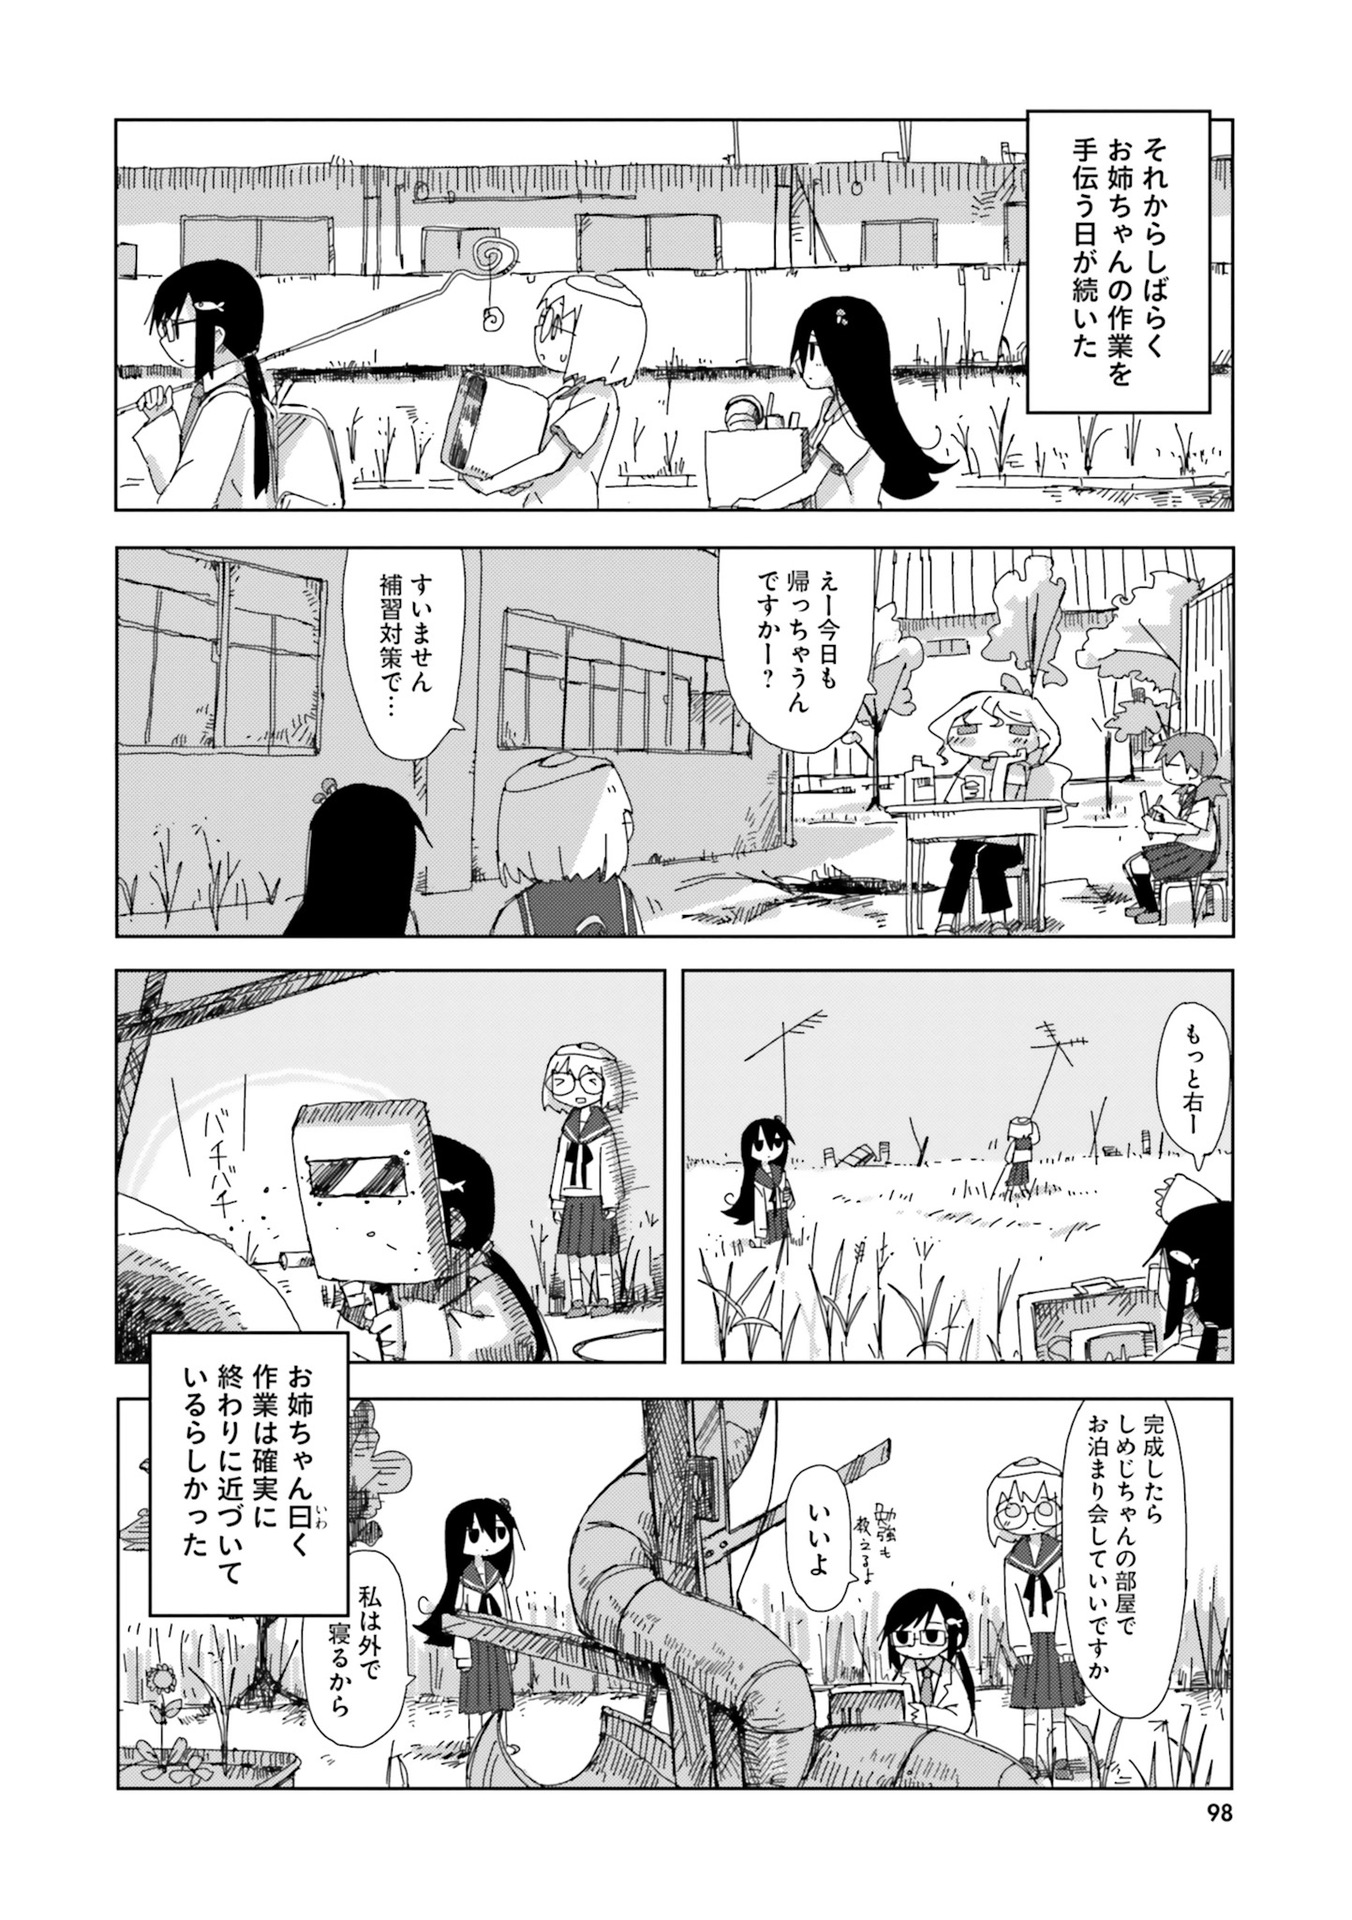 それからしばらく
お姉ちゃんの作業を
手伝う日が続いた
えー今日も
帰っちゃうん
ですかー?
すいません
補習対策で…
もっと右ー
バチバチ
お姉ちゃん曰く
いわ
作業は確実に
終わりに近づいて
いるらしかった
完成したら
しめじちゃんの部屋で
お泊まり会していいですか
いいよ
勉強も
教えるよ
私は外で
寝るから
98